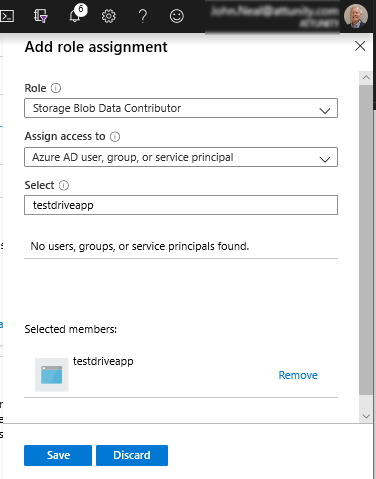 6
John.Neal@attunity.com
ATTUNITY
Add role assignment
Role
Storage Blob Data Contributor
Assign access to
Azure AD user, group, or service principal
Select
testdriveapp
No users, groups, or service principals found.
Selected members:
testdriveapp
Remove
Save
Discard